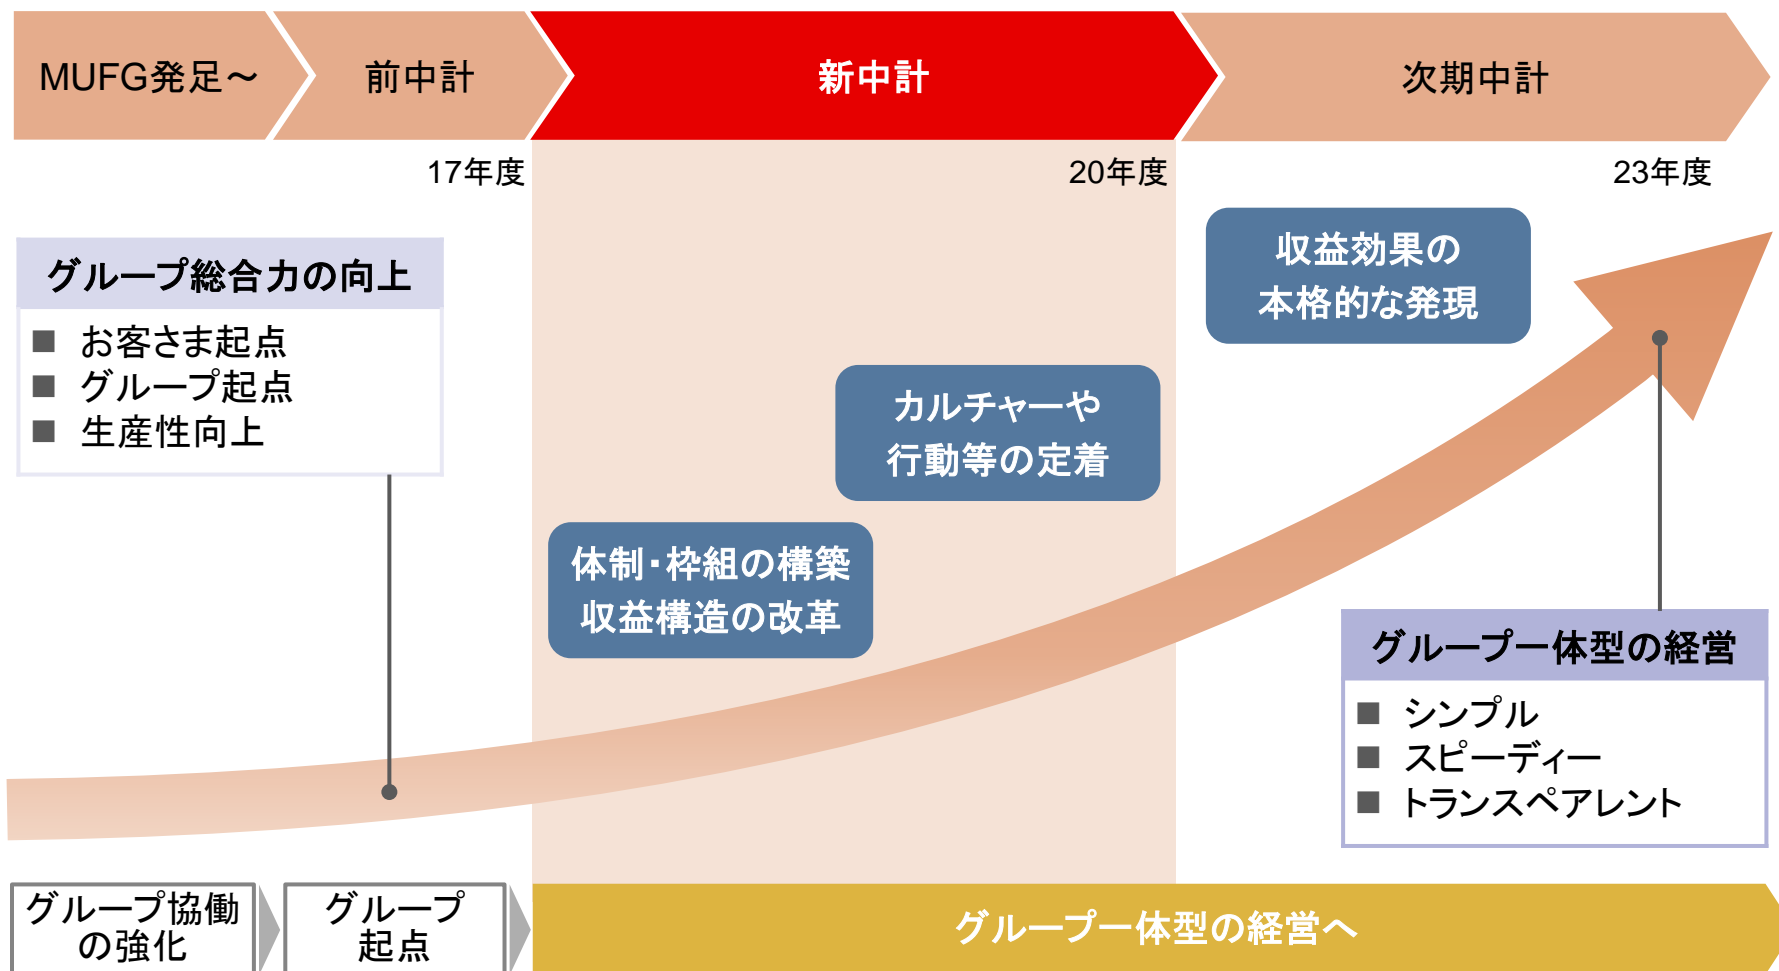 MUFG発足～
前中計
新中計
次期中計
17年度
20年度
23年度
グループ総合力の向上
■ お客さま起点
■ グループ起点
■ 生産性向上
収益効果の
本格的な発現
カルチャーや
行動等の定着
体制・枠組の構築
収益構造の改革
グループ一体型の経営
■ シンプル
■ スピーディー
■ トランスペアレント
グループ協働
の強化
グループ
起点
グループ一体型の経営へ